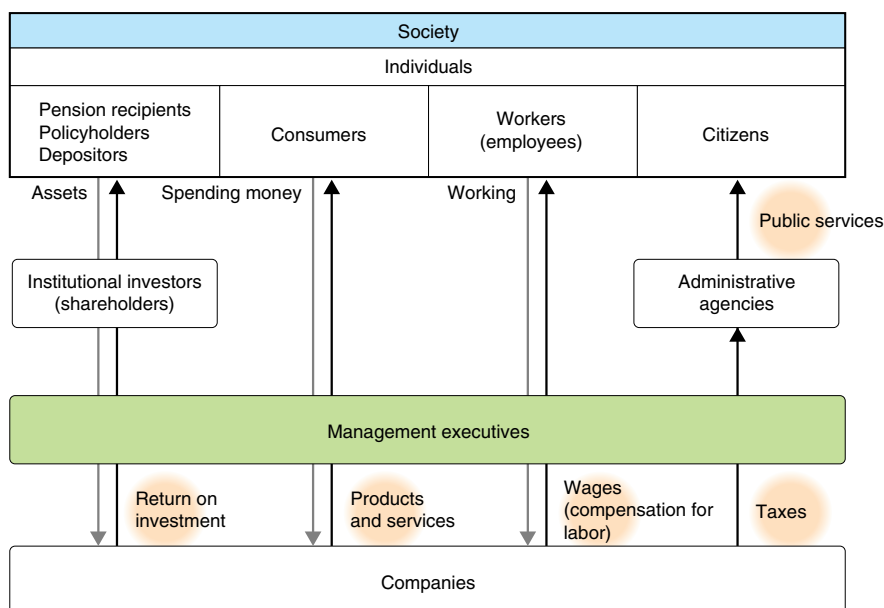 Society
Individuals
Pension recipients
Policyholders
Depositors
Consumers
Workers
(employees)
Citizens
Assets
Spending money
Working
Public services
Institutional investors
(shareholders)
Administrative
agencies
Management executives
Return on
investment
Products
and services
Wages
(compensation for
labor)
Taxes
Companies